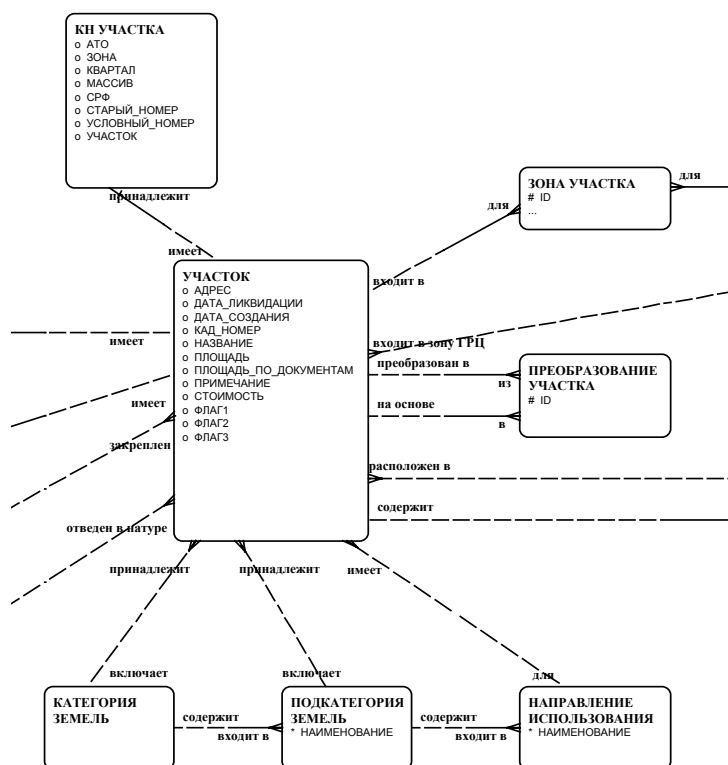 КН УЧАСТКА
o АТО
o ЗОНА
o КВАРТАЛ
o МАССИВ
o СРФ
o СТАРЫЙ_НОМЕР
o УСЛОВНЫЙ_НОМЕР
o УЧАСТОК
принадлежит
имеет
ЗОНА УЧАСТКА
# ID
...
для
для
входит в
УЧАСТОК
o АДРЕС
o ДАТА_ЛИКВИДАЦИИ
o ДАТА_СОЗДАНИЯ
o КАД_НОМЕР
o НАЗВАНИЕ
o ПЛОЩАДЬ
o ПЛОЩАДЬ_ПО_ДОКУМЕНТАМ
o ПРИМЕЧАНИЕ
o СТОИМОСТЬ
o ФЛАГ1
o ФЛАГ2
o ФЛАГ3
имеет
имеет
закреплен
отведен в натуре
входит в зону ГРЦ
преобразован в
из
на основе
в
ПРЕОБРАЗОВАНИЕ
УЧАСТКА
# ID
расположен в
содержит
принадлежит
принадлежит
имеет
включает
включает
для
КАТЕГОРИЯ
ЗЕМЕЛЬ
содержит
входит в
ПОДКАТЕГОРИЯ
ЗЕМЕЛЬ
* НАИМЕНОВАНИЕ
содержит
входит в
НАПРАВЛЕНИЕ
ИСПОЛЬЗОВАНИЯ
* НАИМЕНОВАНИЕ